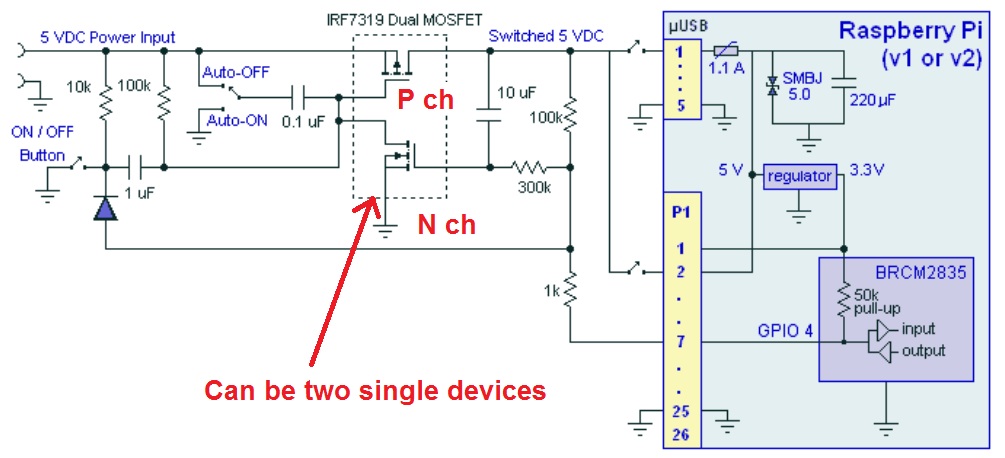 IRF7319 Dual MOSFET
5 VDC Power Input
Switched 5 VDC
µUSB
Raspberry Pi
(v1 or v2)
1
5
1.1 A
SMBJ
5.0
220 µF
10k
100k
Auto-OFF
Auto-ON
0.1 uF
P ch
10 uF
100k
ON / OFF
Button
1 uF
300k
N ch
5 V
regulator
3.3V
P1
1
2
7
25
26
1k
GPIO 4
BRCM2835
50k
pull-up
input
output
Can be two single devices